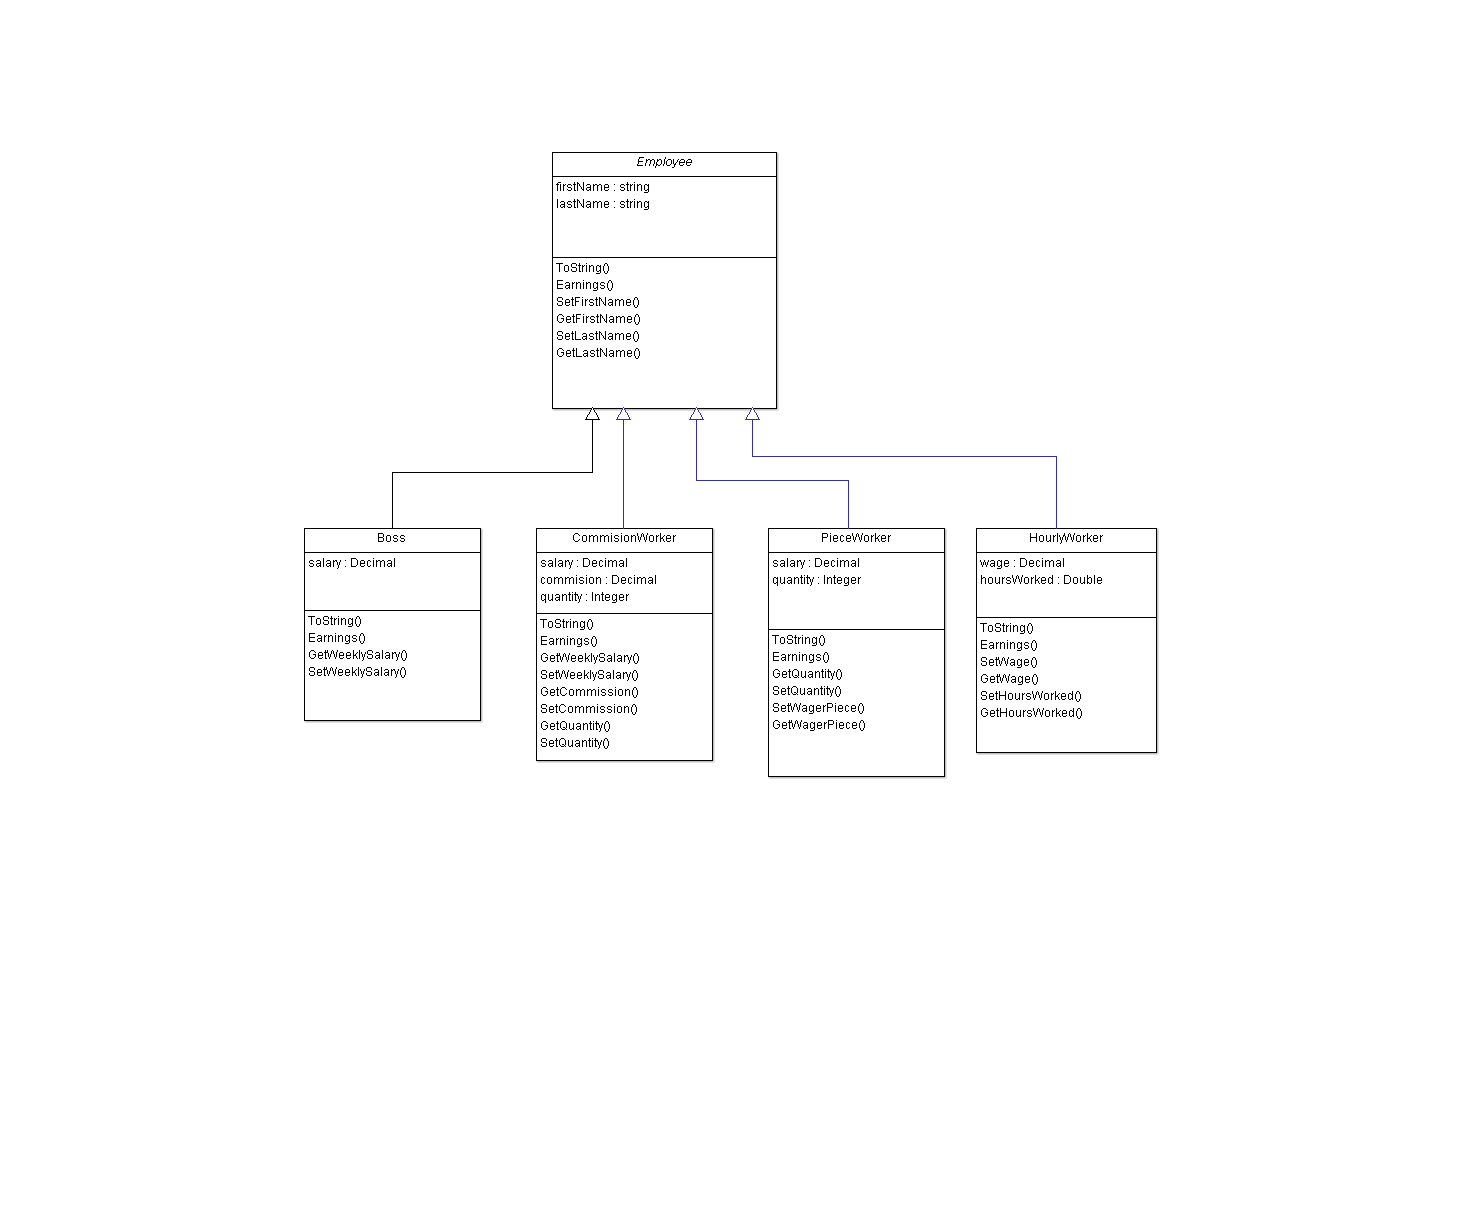 Employee
firstName : string
lastName : string
ToString()
Earnings()
SetFirstName()
GetFirstName()
SetLastName()
GetLastName()
Boss
salary : Decimal
ToString()
Earnings()
GetWeeklySalary()
SetWeeklySalary()
CommisionWorker
salary : Decimal
commision : Decimal
quantity : Integer
ToString()
Earnings()
GetWeeklySalary()
SetWeeklySalary()
GetCommission()
SetCommission()
GetQuantity()
SetQuantity()
PieceWorker
salary : Decimal
quantity : Integer
ToString()
Earnings()
GetQuantity()
SetQuantity()
SetWagerPiece()
GetWagerPiece()
HourlyWorker
wage : Decimal
hoursWorked : Double
ToString()
Earnings()
SetWage()
GetWage()
SetHoursWorked()
GetHoursWorked()